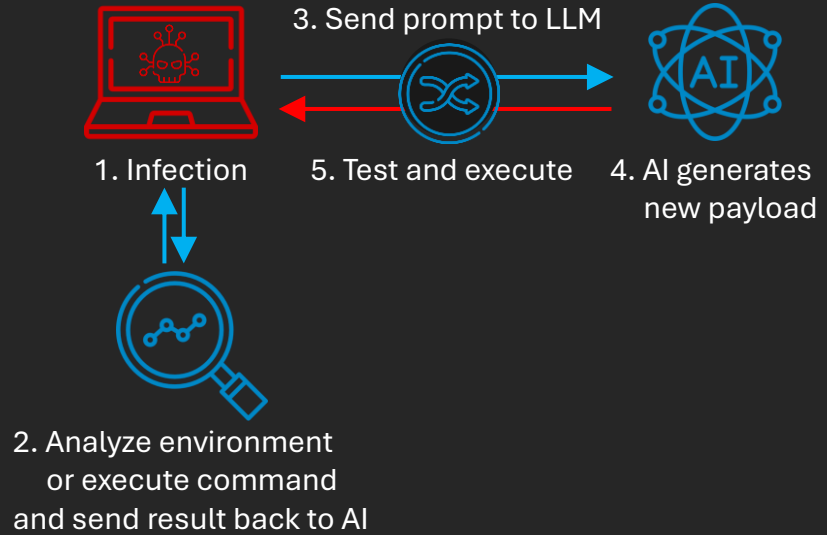 3. Send prompt to LLM
AI
1. Infection
5. Test and execute
4. AI generates
new payload
2. Analyze environment
or execute command
and send result back to AI